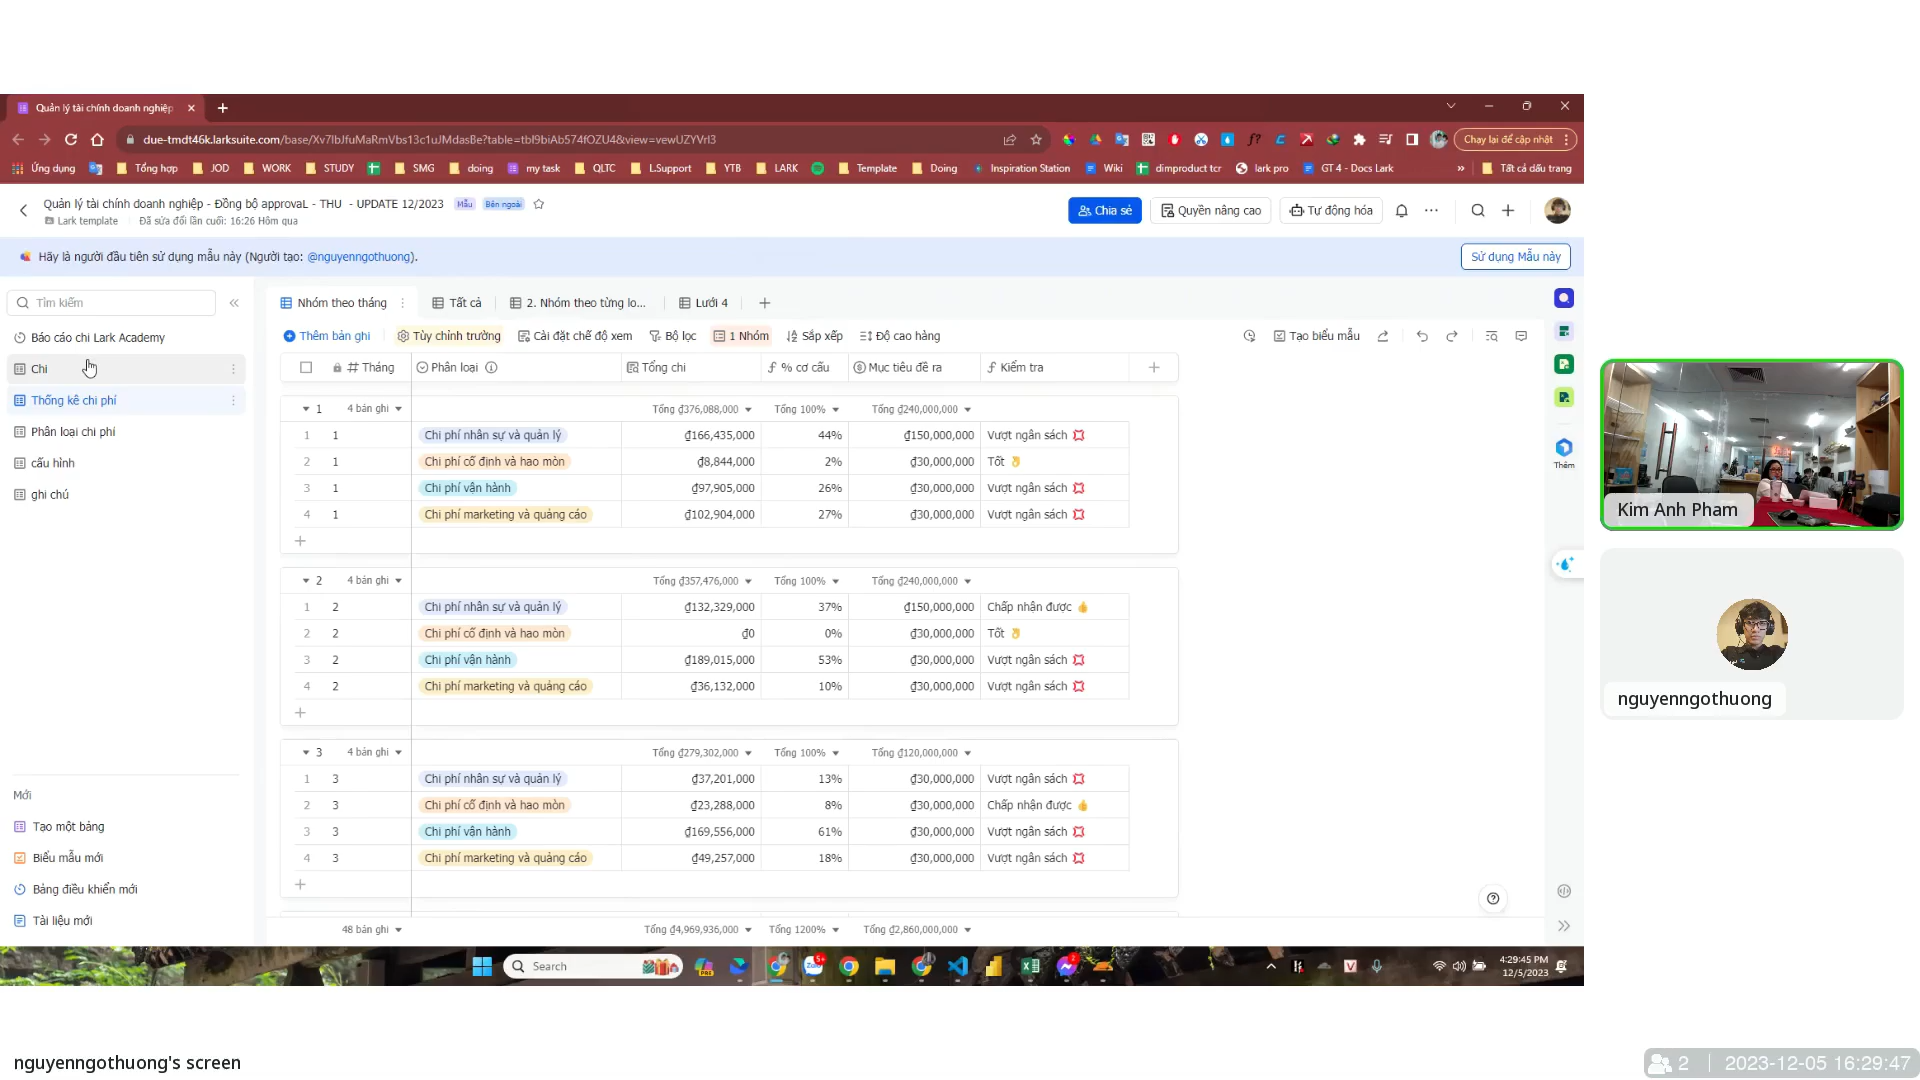 Quản lý tài chính doanh nghiệp
due-tmdt46k.larksuite.com/base/Xv7lbJfuMaRmVbs13c1uJMdasBe?table=tbl9biAb574fOZU4&view=vewUZYVrl3
Chạy lại để cập nhật
Ứng dụng
Tổng hợp
JOD
WORK
STUDY
SMG
doing
my task
QLTC
L.Support
YTB
LARK
Template
Doing
Inspiration Station
Wiki
dimproduct tcr
lark pro
GT 4 - Docs Lark
»
Tất cả dấu trang
Quản lý tài chính doanh nghiệp - Đồng bộ approvaL - THU - UPDATE 12/2023
Mẫu
Bên ngoài
Lark template
Đã sửa đổi lần cuối: 16:26 Hôm qua
Chia sẻ
Quyền nâng cao
Tự động hóa
Hãy là người đầu tiên sử dụng mẫu này (Người tạo: @nguyenngothuong).
Sử dụng Mẫu này
Tìm kiếm
Báo cáo chi Lark Academy
Chi
Thống kê chi phí
Phân loại chi phí
cấu hình
ghi chú
Mới
Tạo một bảng
Biểu mẫu mới
Bảng điều khiển mới
Tài liệu mới
Nhóm theo tháng
Tất cả
2. Nhóm theo từng lo...
Lưới 4
Thêm bản ghi
Tùy chỉnh trường
Cài đặt chế độ xem
Bộ lọc
1 Nhóm
Sắp xếp
Độ cao hàng
Tạo biểu mẫu
# Tháng Phân loại Tổng chi % cơ cấu Mục tiêu đề ra Kiểm tra
1 4 bản ghi Tổng ₫376,088,000 Tổng 100% Tổng ₫240,000,000
1 1 Chi phí nhân sự và quản lý ₫166,435,000 44% ₫150,000,000 Vượt ngân sách 💢
2 1 Chi phí cố định và hao mòn ₫8,844,000 2% ₫30,000,000 Tốt 👌
3 1 Chi phí vận hành ₫97,905,000 26% ₫30,000,000 Vượt ngân sách 💢
4 1 Chi phí marketing và quảng cáo ₫102,904,000 27% ₫30,000,000 Vượt ngân sách 💢
2 4 bản ghi Tổng ₫357,476,000 Tổng 100% Tổng ₫240,000,000
1 2 Chi phí nhân sự và quản lý ₫132,329,000 37% ₫150,000,000 Chấp nhận được 👍
2 2 Chi phí cố định và hao mòn ₫0 0% ₫30,000,000 Tốt 👌
3 2 Chi phí vận hành ₫189,015,000 53% ₫30,000,000 Vượt ngân sách 💢
4 2 Chi phí marketing và quảng cáo ₫36,132,000 10% ₫30,000,000 Vượt ngân sách 💢
3 4 bản ghi Tổng ₫279,302,000 Tổng 100% Tổng ₫120,000,000
1 3 Chi phí nhân sự và quản lý ₫37,201,000 13% ₫30,000,000 Vượt ngân sách 💢
2 3 Chi phí cố định và hao mòn ₫23,288,000 8% ₫30,000,000 Chấp nhận được 👍
3 3 Chi phí vận hành ₫169,556,000 61% ₫30,000,000 Vượt ngân sách 💢
4 3 Chi phí marketing và quảng cáo ₫49,257,000 18% ₫30,000,000 Vượt ngân sách 💢
48 bản ghi Tổng ₫4,969,936,000 Tổng 1200% Tổng ₫2,860,000,000
Thêm
Search
PRE
Zalo
5+
2
4:29:45 PM
12/5/2023
Kim Anh Pham
nguyenngothuong
nguyenngothuong's screen
2
2023-12-05 16:29:47